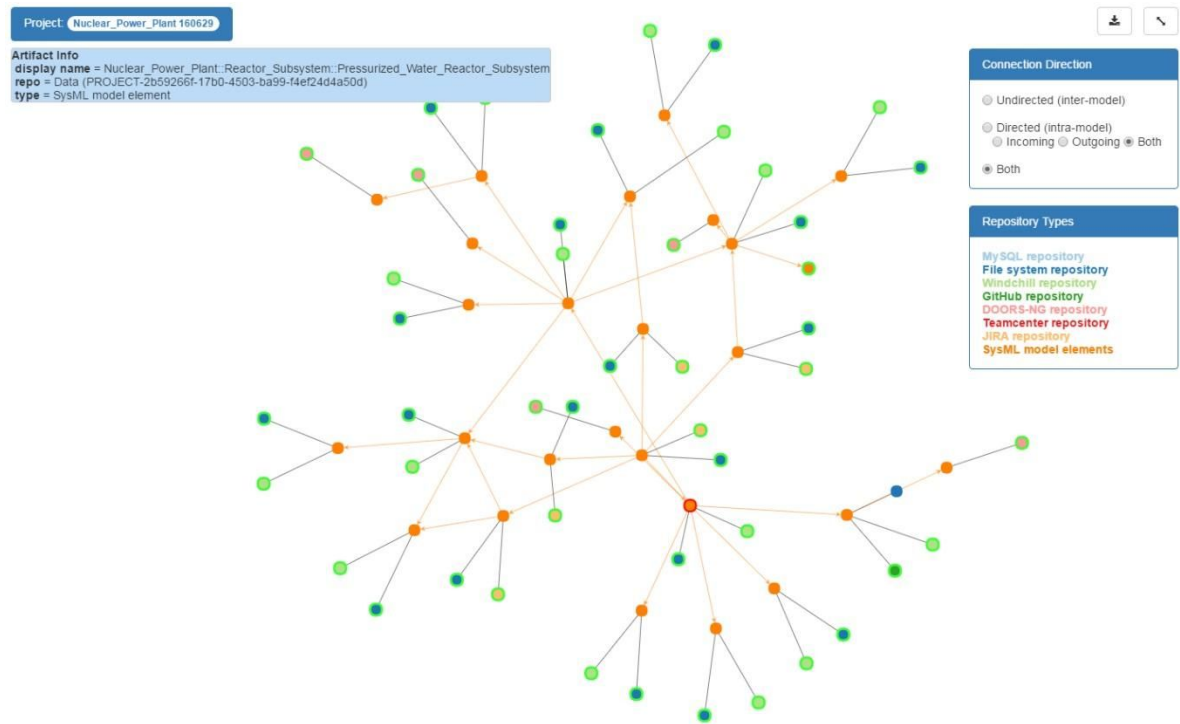 Project: Nuclear_Power_Plant 160629
Artifact Info
display name = Nuclear_Power_Plant::Reactor_Subsystem::Pressurized_Water_Reactor_Subsystem
repo = Data (PROJECT-2b59266f-17b0-4503-ba99-f4ef24d4a50d)
type = SysML model element
Connection Direction
Undirected (inter-model)
Directed (intra-model)
Incoming Outgoing Both
Both
Repository Types
MySQL repository
File system repository
Windchill repository
GitHub repository
DOORS-NG repository
Teamcenter repository
JIRA repository
SysML model elements